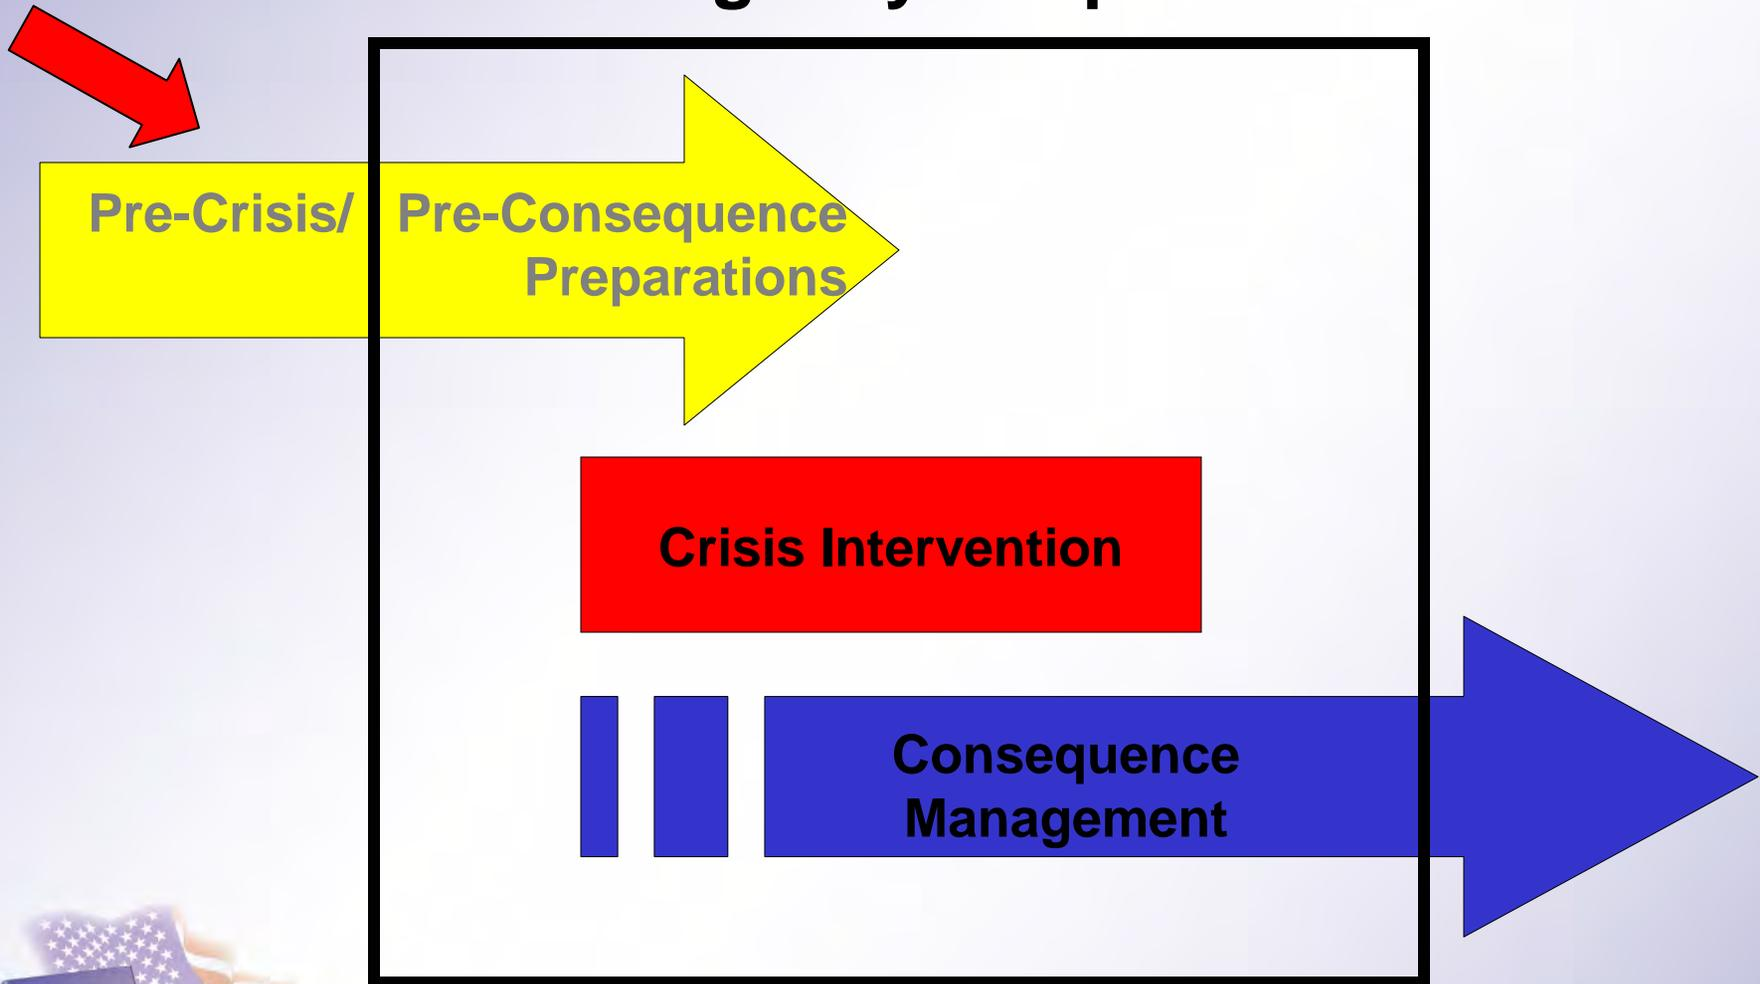 Pre-Crisis/ Pre-Consequence
Preparations
Crisis Intervention
Consequence
Management